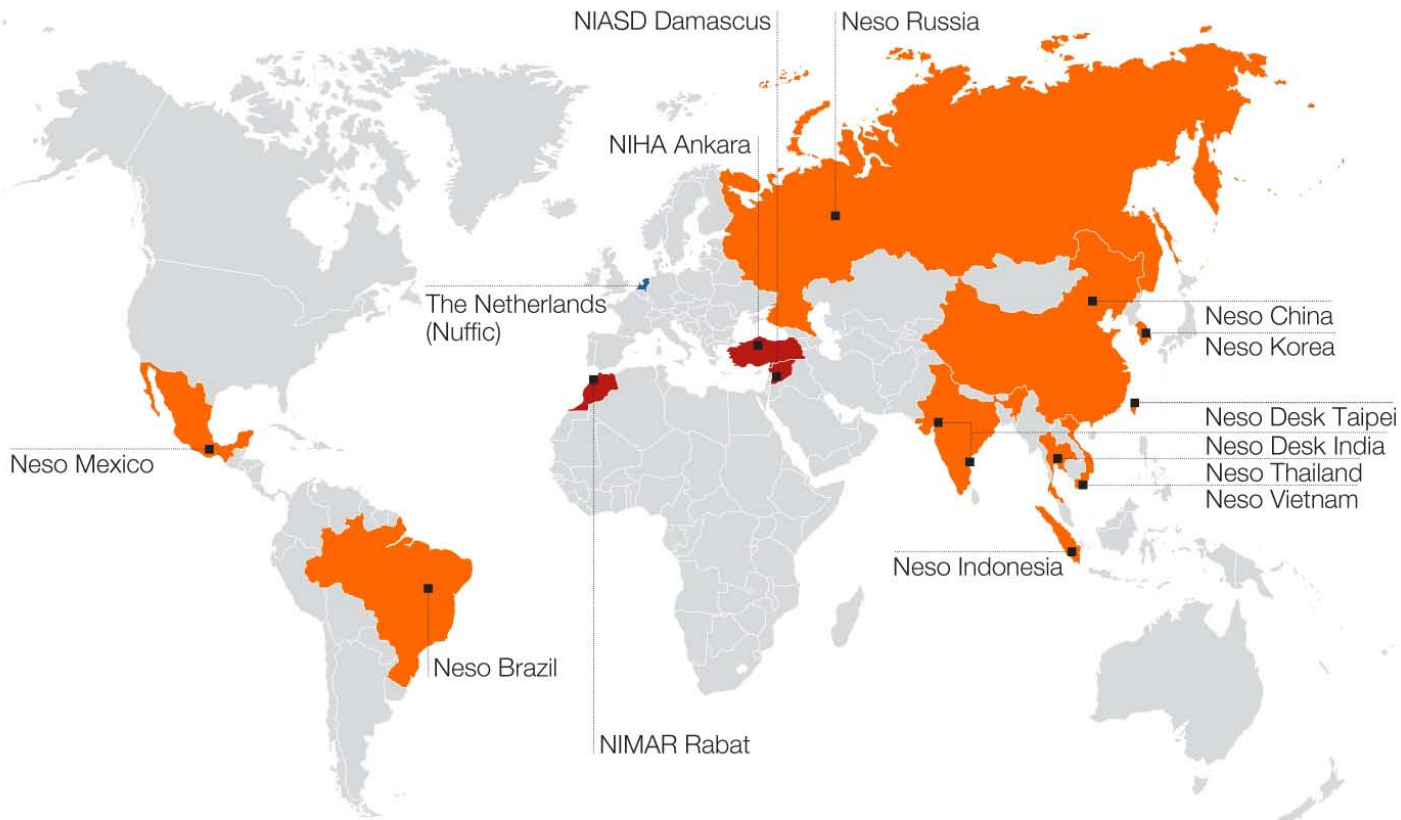 NIASD Damascus
Neso Russia
NIHA Ankara
The Netherlands
(Nuffic)
Neso China
Neso Korea
Neso Desk Taipei
Neso Desk India
Neso Thailand
Neso Vietnam
Neso Mexico
Neso Indonesia
Neso Brazil
NIMAR Rabat